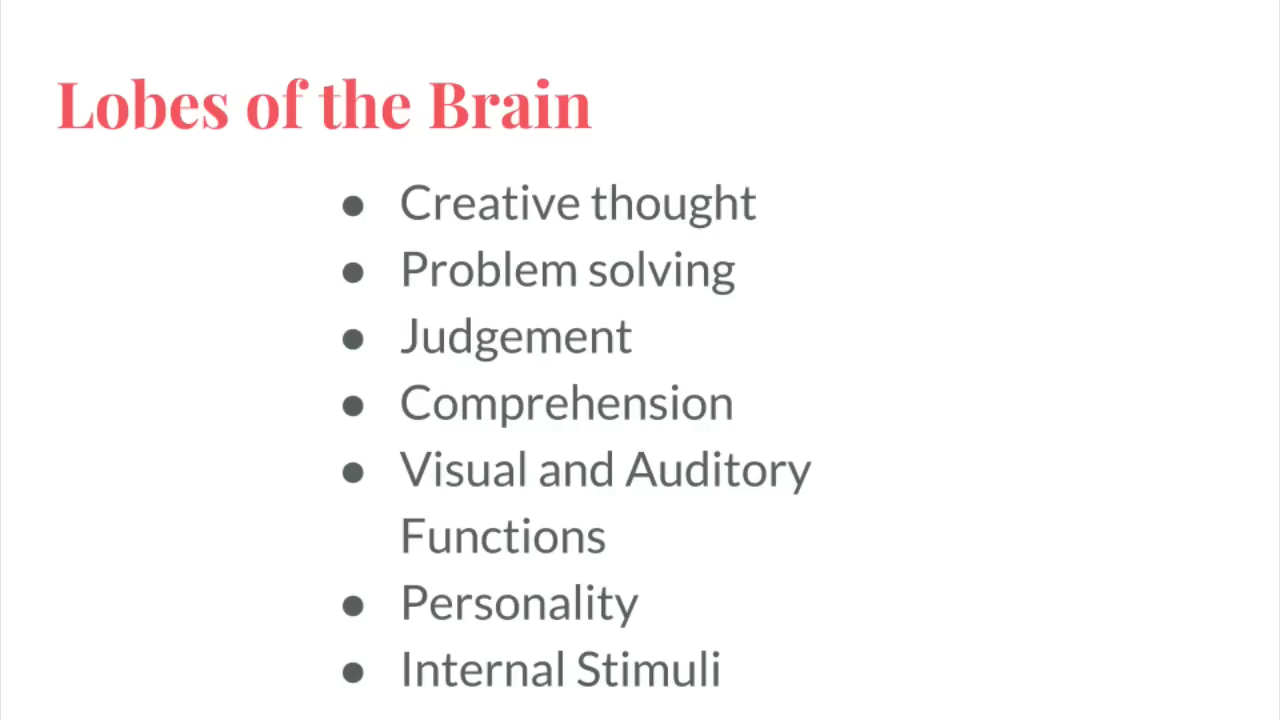 Lobes of the Brain
● Creative thought
● Problem solving
● Judgement
● Comprehension
● Visual and Auditory
Functions
● Personality
● Internal Stimuli